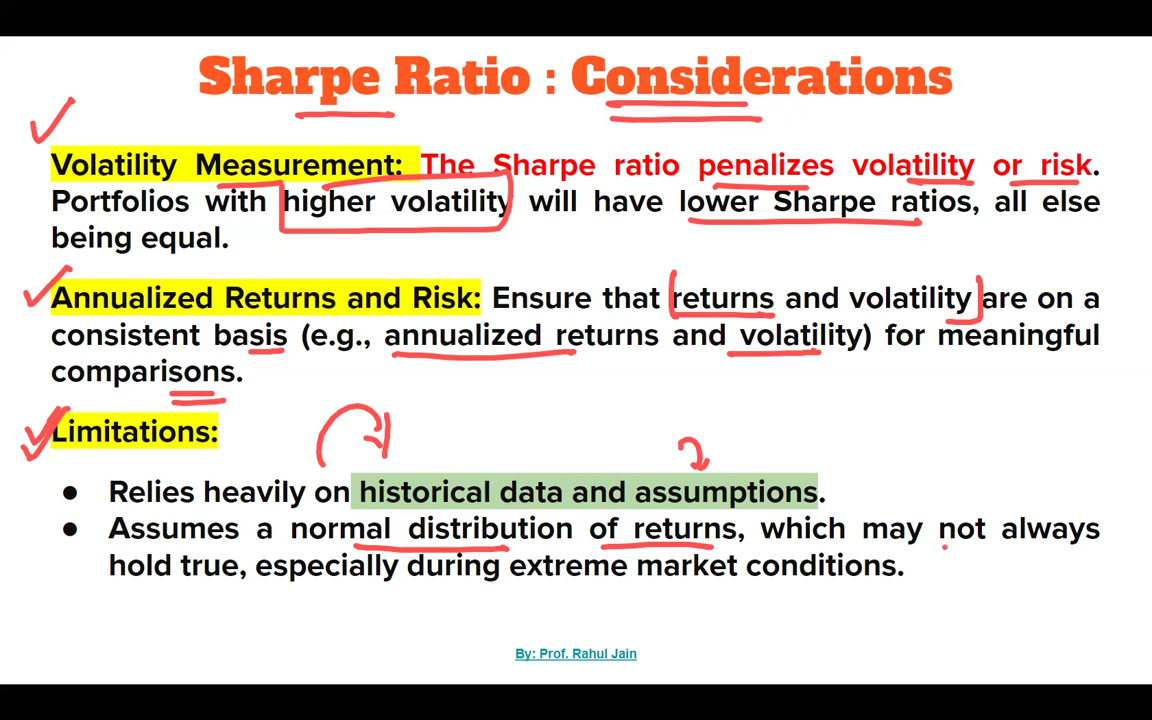 Sharpe Ratio : Considerations
Volatility Measurement: The Sharpe ratio penalizes volatility or risk.
Portfolios with higher volatility will have lower Sharpe ratios, all else
being equal.
Annualized Returns and Risk: Ensure that returns and volatility are on a
consistent basis (e.g., annualized returns and volatility) for meaningful
comparisons.
Limitations:
● Relies heavily on historical data and assumptions.
● Assumes a normal distribution of returns, which may not always
hold true, especially during extreme market conditions.
By: Prof. Rahul Jain